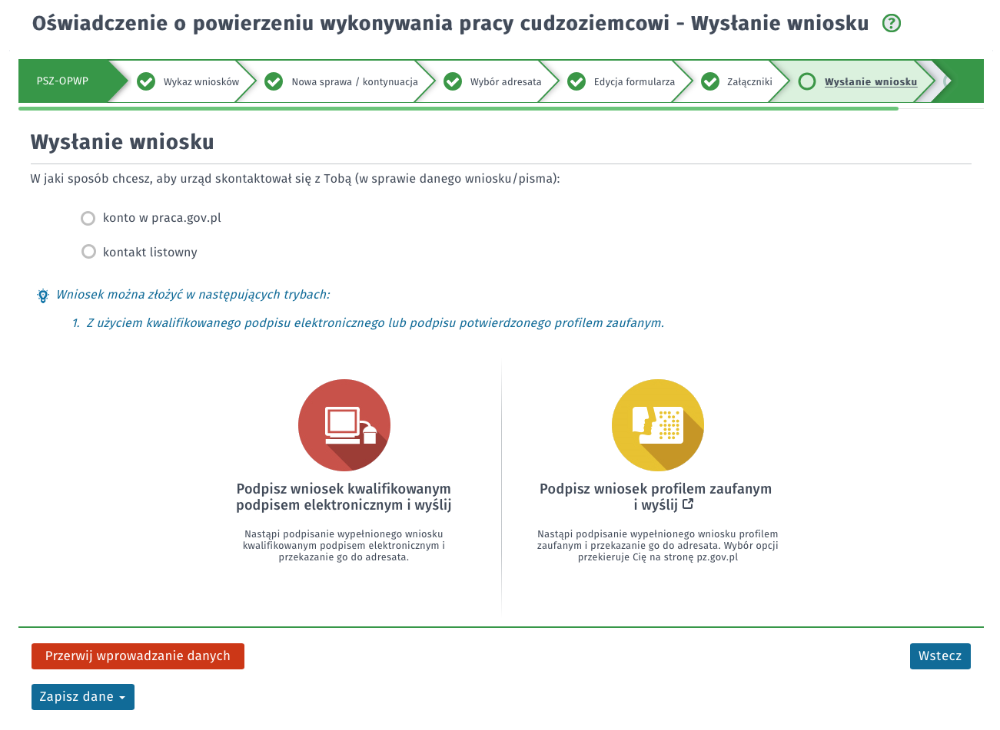 Oświadczenie o powierzeniu wykonywania pracy cudzoziemcowi - Wysłanie wniosku ?
PSZ-OPWP
Wykaz wniosków
Nowa sprawa / kontynuacja
Wybór adresata
Edycja formularza
Załączniki
Wysłanie wniosku
Wysłanie wniosku
W jaki sposób chcesz, aby urząd skontaktował się z Tobą (w sprawie danego wniosku/pisma):
konto w praca.gov.pl
kontakt listowny
Wniosek można złożyć w następujących trybach:
1. Z użyciem kwalifikowanego podpisu elektronicznego lub podpisu potwierdzonego profilem zaufanym.
Podpisz wniosek kwalifikowanym
podpisem elektronicznym i wyślij
Nastąpi podpisanie wypełnionego wniosku
kwalifikowanym podpisem elektronicznym i
przekazanie go do adresata.
Podpisz wniosek profilem zaufanym
i wyślij
Nastąpi podpisanie wypełnionego wniosku profilem
zaufanym i przekazanie go do adresata. Wybór opcji
przekieruje Cię na stronę pz.gov.pl
Przerwij wprowadzanie danych
Wstecz
Zapisz dane